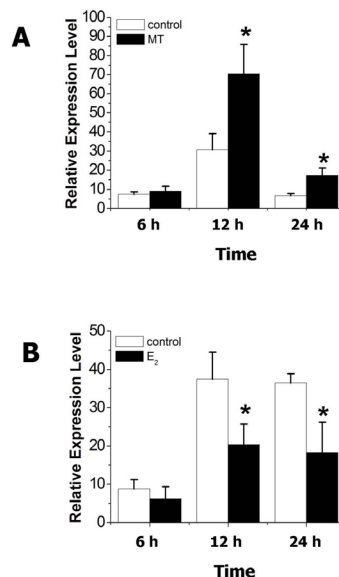 A
Relative Expression Level
100
90
80
70
60
50
40
30
20
10
0
control
MT
*
*
6 h 12 h 24 h
Time
B
Relative Expression Level
50
40
30
20
10
0
control
E₂
*
*
6 h 12 h 24 h
Time